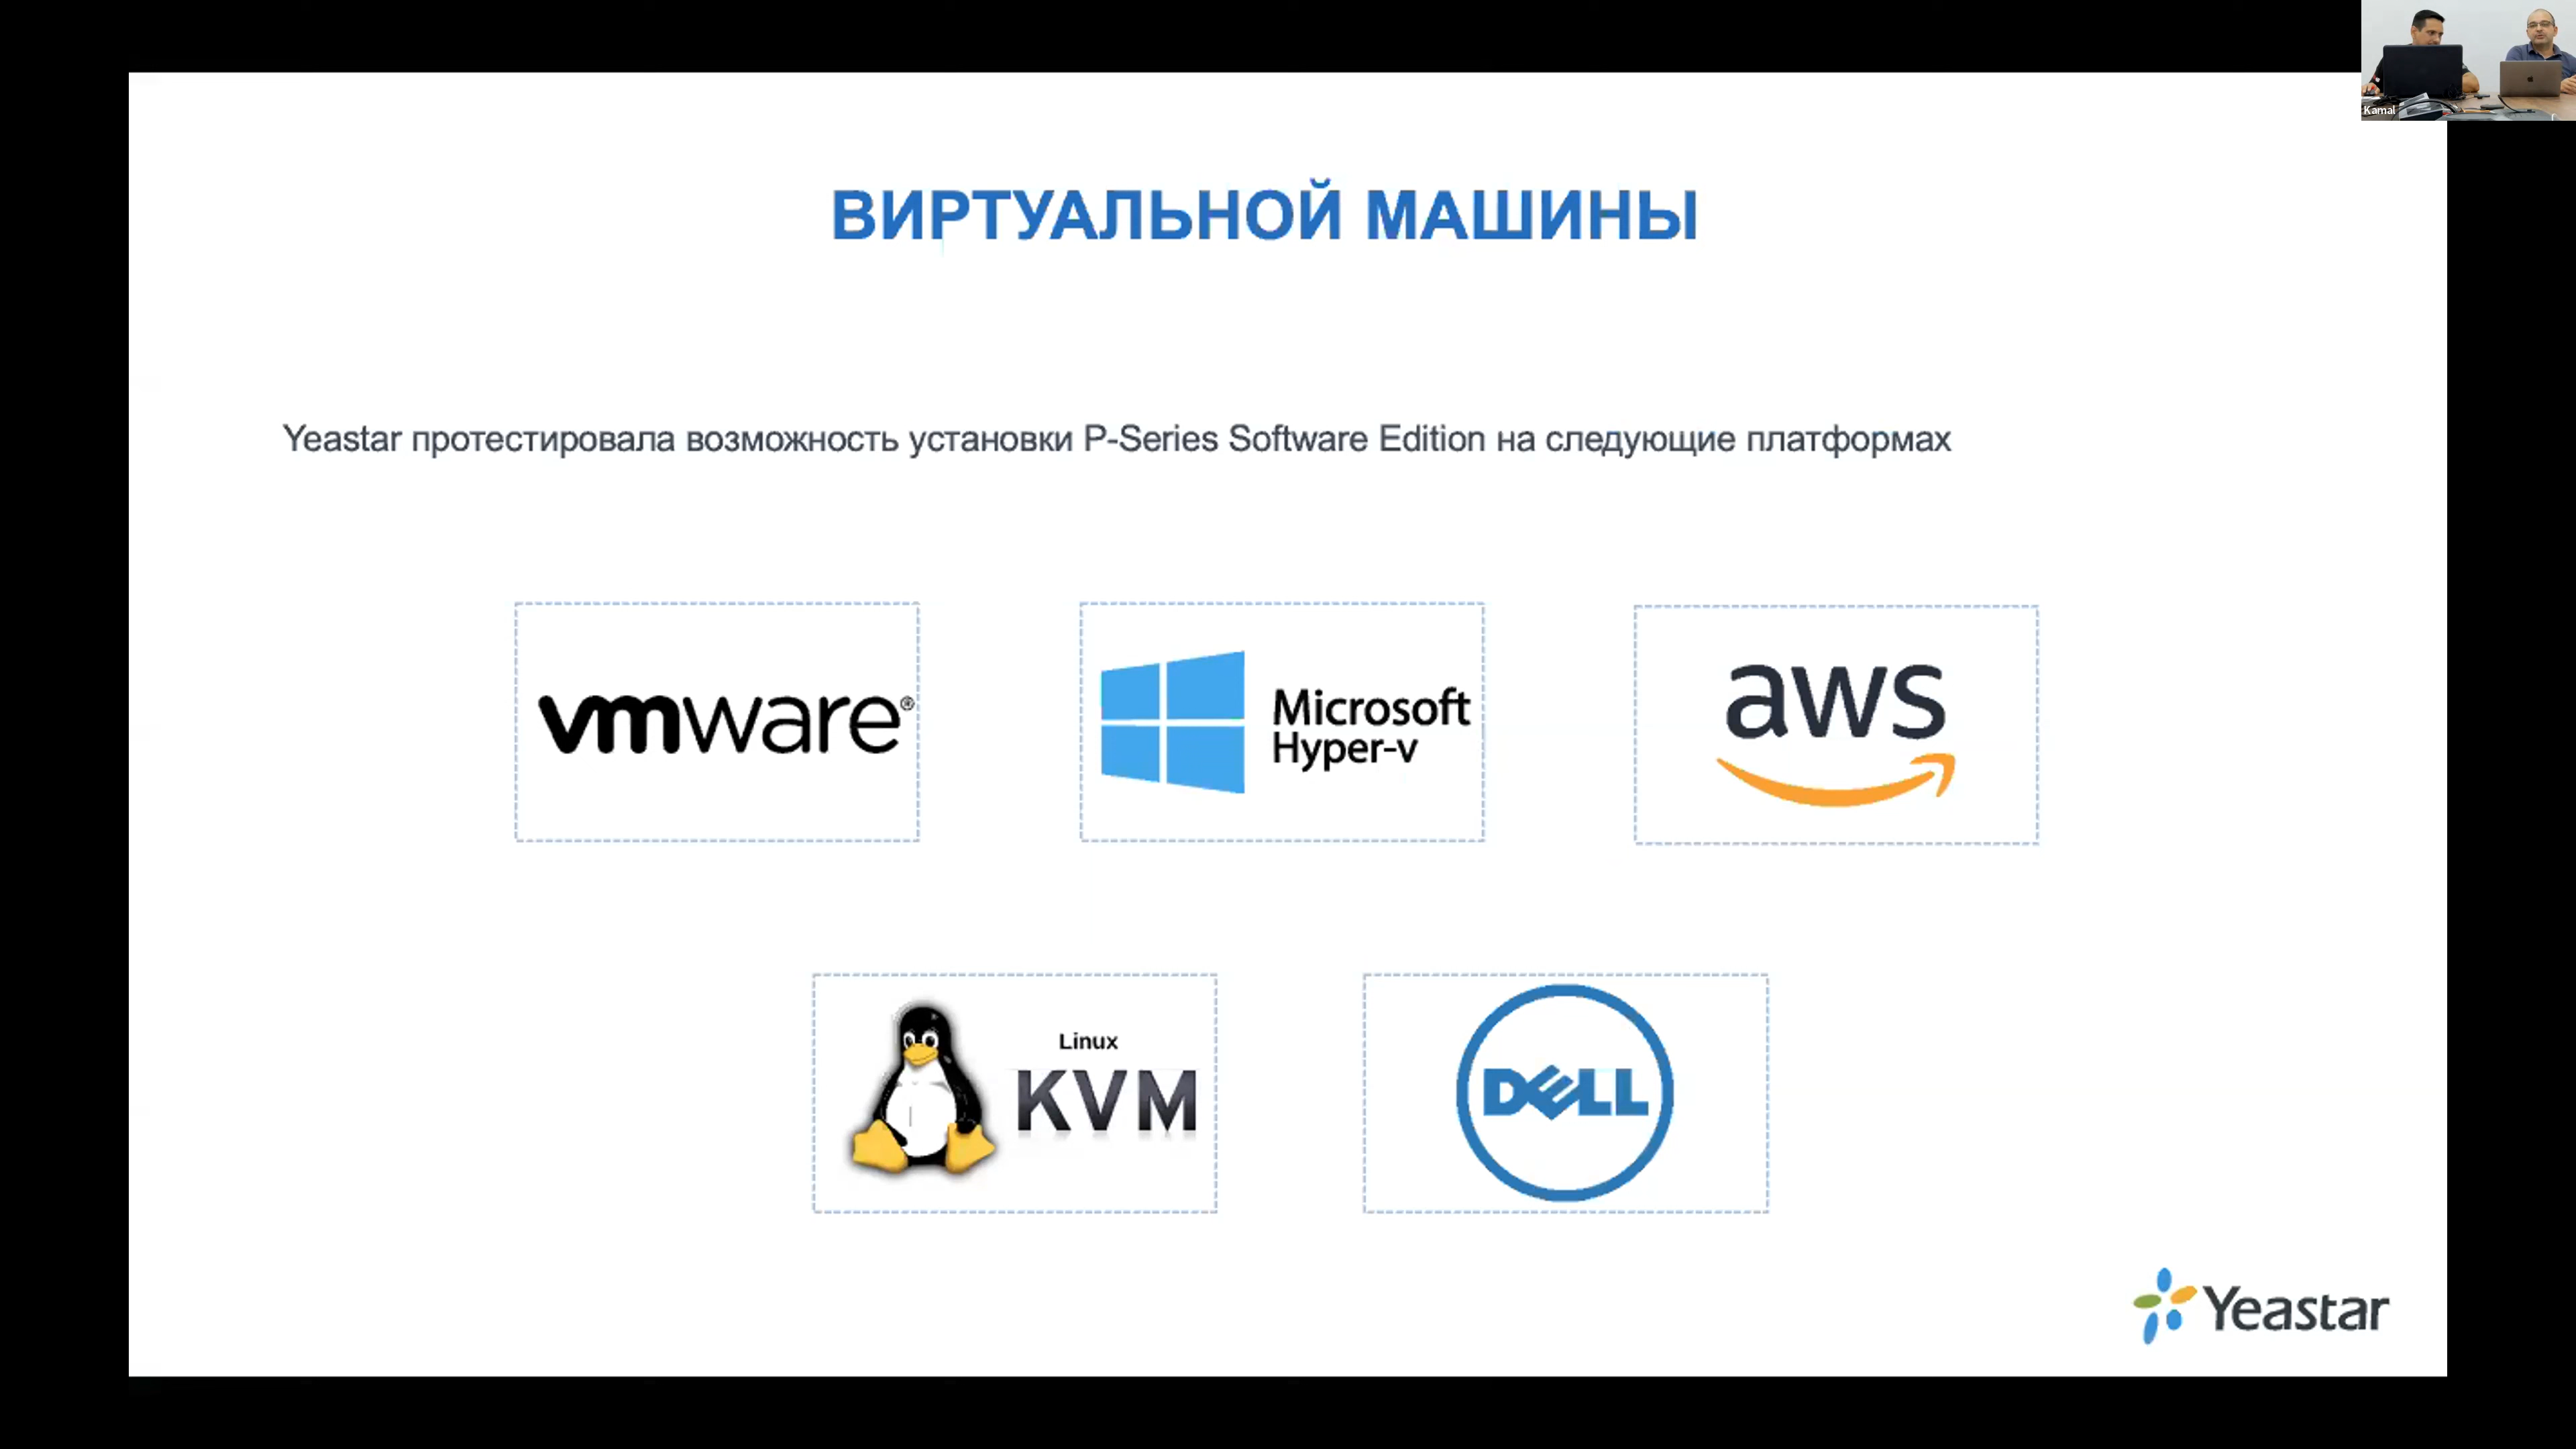 Kamal
ВИРТУАЛЬНОЙ МАШИНЫ
Yeastar протестировала возможность установки P-Series Software Edition на следующие платформах
vmware®
Microsoft
Hyper-v
aws
Linux
KVM
DELL
Yeastar